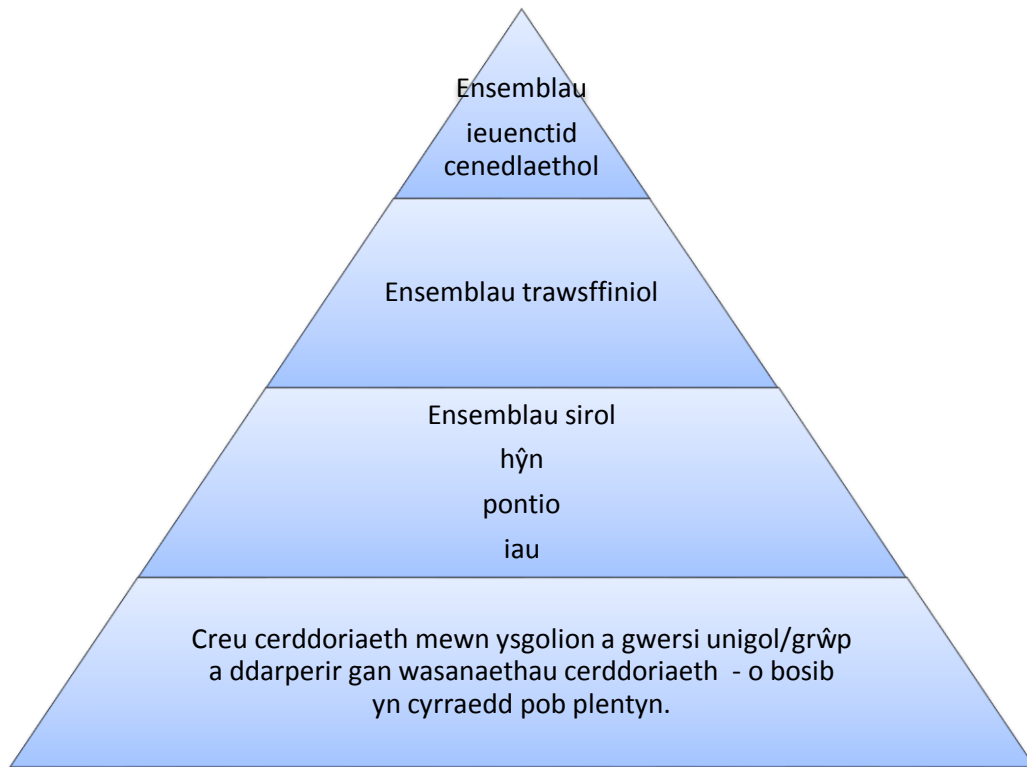 Ensemblau
ieuenctid
cenedlaethol
Ensemblau trawsffiniol
Ensemblau sirol
hŷn
pontio
iau
Creu cerddoriaeth mewn ysgolion a gwersi unigol/grŵp
a ddarperir gan wasanaethau cerddoriaeth - o bosib
yn cyrraedd pob plentyn.